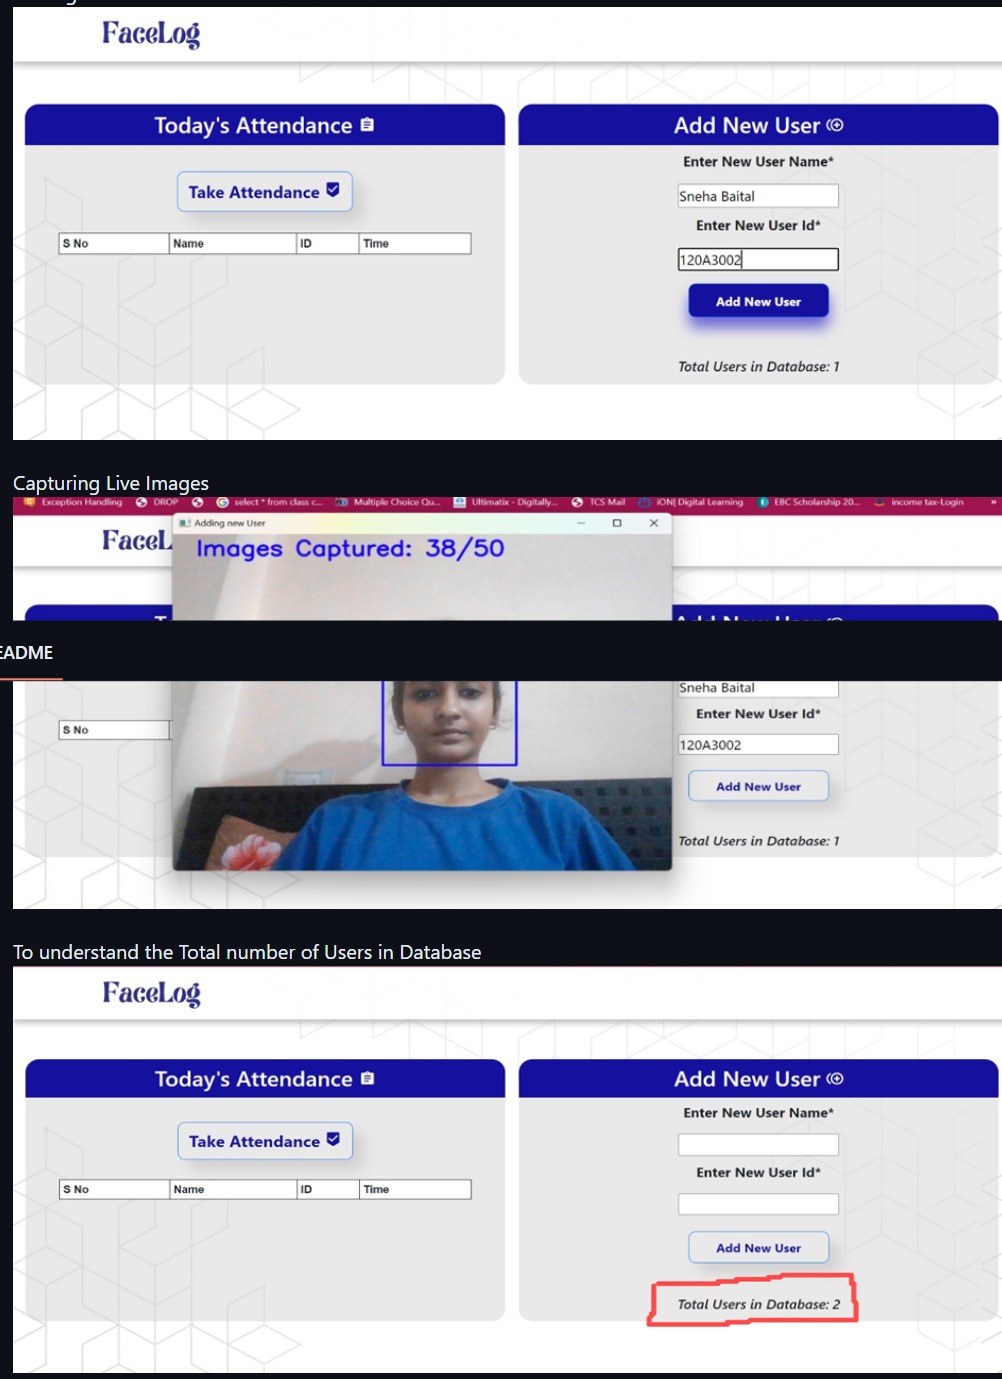 FaceLog
Today's Attendance
Add New User
Enter New User Name*
Take Attendance
Sneha Baital
Enter New User Id*
S No Name ID Time
120A3002
Add New User
Total Users in Database: 1
Capturing Live Images
Exception Handling DROP select * from class c... Multiple Choice Qu... Ultimatix - Digitally... TCS Mail iON| Digital Learning EBC Scholarship 20... income tax-Login »
Adding new User
FaceL
Images Captured: 38/50
EADME
Sneha Baital
Enter New User Id*
S No
120A3002
Add New User
Total Users in Database: 1
To understand the Total number of Users in Database
FaceLog
Today's Attendance
Add New User
Enter New User Name*
Take Attendance
Enter New User Id*
S No Name ID Time
Add New User
Total Users in Database: 2